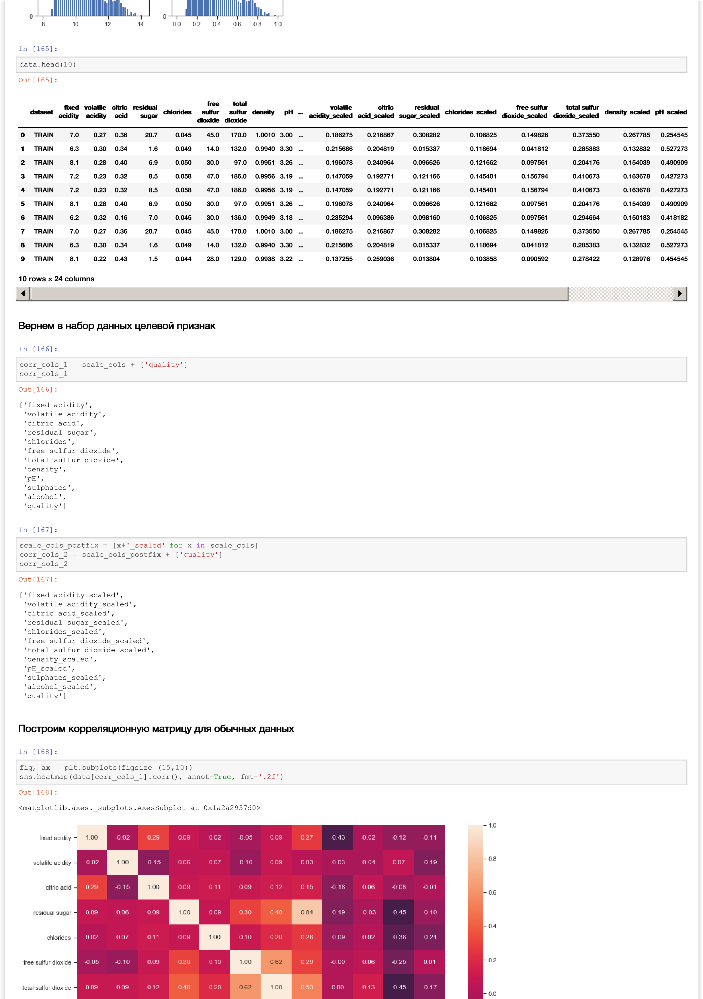 0 0
8 10 12 14 0.0 0.2 0.4 0.6 0.8 1.0
In [165]:
data.head(10)
Out[165]:
dataset fixed acidity volatile acidity citric acid residual sugar chlorides free sulfur dioxide total sulfur dioxide density pH ... volatile acidity_scaled citric acid_scaled residual sugar_scaled chlorides_scaled free sulfur dioxide_scaled total sulfur dioxide_scaled density_scaled pH_scaled
0 TRAIN 7.0 0.27 0.36 20.7 0.045 45.0 170.0 1.0010 3.00 ... 0.186275 0.216867 0.308282 0.106825 0.149826 0.373550 0.267785 0.254545
1 TRAIN 6.3 0.30 0.34 1.6 0.049 14.0 132.0 0.9940 3.30 ... 0.215686 0.204819 0.015337 0.118694 0.041812 0.285383 0.132832 0.527273
2 TRAIN 8.1 0.28 0.40 6.9 0.050 30.0 97.0 0.9951 3.26 ... 0.196078 0.240964 0.096626 0.121662 0.097561 0.204176 0.154039 0.490909
3 TRAIN 7.2 0.23 0.32 8.5 0.058 47.0 186.0 0.9956 3.19 ... 0.147059 0.192771 0.121166 0.145401 0.156794 0.410673 0.163678 0.427273
4 TRAIN 7.2 0.23 0.32 8.5 0.058 47.0 186.0 0.9956 3.19 ... 0.147059 0.192771 0.121166 0.145401 0.156794 0.410673 0.163678 0.427273
5 TRAIN 8.1 0.28 0.40 6.9 0.050 30.0 97.0 0.9951 3.26 ... 0.196078 0.240964 0.096626 0.121662 0.097561 0.204176 0.154039 0.490909
6 TRAIN 6.2 0.32 0.16 7.0 0.045 30.0 136.0 0.9949 3.18 ... 0.235294 0.096386 0.098160 0.106825 0.097561 0.294664 0.150183 0.418182
7 TRAIN 7.0 0.27 0.36 20.7 0.045 45.0 170.0 1.0010 3.00 ... 0.186275 0.216867 0.308282 0.106825 0.149826 0.373550 0.267785 0.254545
8 TRAIN 6.3 0.30 0.34 1.6 0.049 14.0 132.0 0.9940 3.30 ... 0.215686 0.204819 0.015337 0.118694 0.041812 0.285383 0.132832 0.527273
9 TRAIN 8.1 0.22 0.43 1.5 0.044 28.0 129.0 0.9938 3.22 ... 0.137255 0.259036 0.013804 0.103858 0.090592 0.278422 0.128976 0.454545
10 rows × 24 columns
Вернем в набор данных целевой признак
In [166]:
corr_cols_1 = scale_cols + ['quality']
corr_cols_1
Out[166]:
['fixed acidity',
'volatile acidity',
'citric acid',
'residual sugar',
'chlorides',
'free sulfur dioxide',
'total sulfur dioxide',
'density',
'pH',
'sulphates',
'alcohol',
'quality']
In [167]:
scale_cols_postfix = [x+'_scaled' for x in scale_cols]
corr_cols_2 = scale_cols_postfix + ['quality']
corr_cols_2
Out[167]:
['fixed acidity_scaled',
'volatile acidity_scaled',
'citric acid_scaled',
'residual sugar_scaled',
'chlorides_scaled',
'free sulfur dioxide_scaled',
'total sulfur dioxide_scaled',
'density_scaled',
'pH_scaled',
'sulphates_scaled',
'alcohol_scaled',
'quality']
Построим корреляционную матрицу для обычных данных
In [168]:
fig, ax = plt.subplots(figsize=(15,10))
sns.heatmap(data[corr_cols_1].corr(), annot=True, fmt='.2f')
Out[168]:
<matplotlib.axes._subplots.AxesSubplot at 0x1a2a2957d0>
fixed acidity 1.00 -0.02 0.29 0.09 0.02 -0.05 0.09 0.27 -0.43 -0.02 -0.12 -0.11
volatile acidity -0.02 1.00 -0.15 0.06 0.07 -0.10 0.09 0.03 -0.03 -0.04 0.07 -0.19
citric acid 0.29 -0.15 1.00 0.09 0.11 0.09 0.12 0.15 -0.16 0.06 -0.08 -0.01
residual sugar 0.09 0.06 0.09 1.00 0.09 0.30 0.40 0.84 -0.19 -0.03 -0.45 -0.10
chlorides 0.02 0.07 0.11 0.09 1.00 0.10 0.20 0.26 -0.09 0.02 -0.36 -0.21
free sulfur dioxide -0.05 -0.10 0.09 0.30 0.10 1.00 0.62 0.29 -0.00 0.06 -0.25 0.01
total sulfur dioxide 0.09 0.09 0.12 0.40 0.20 0.62 1.00 0.53 0.00 0.13 -0.45 -0.17
1.0
0.8
0.6
0.4
0.2
0.0